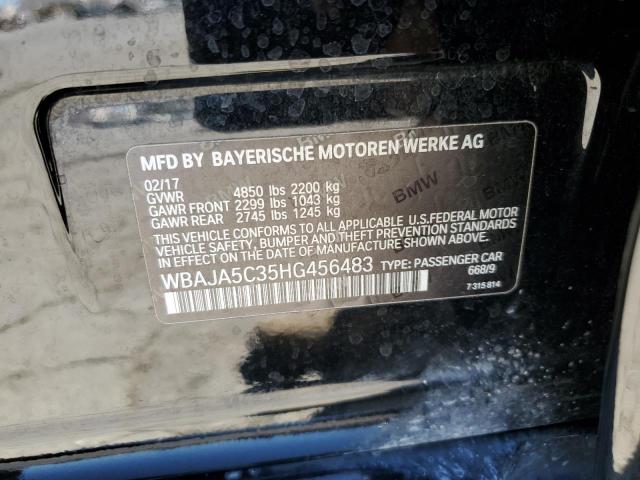 MFD BY BAYERISCHE MOTOREN WERKE AG
02/17
GVWR 4850 lbs 2200 kg
GAWR FRONT 2299 lbs 1043 kg
GAWR REAR 2745 lbs 1245 kg
THIS VEHICLE CONFORMS TO ALL APPLICABLE U.S.FEDERAL MOTOR
VEHICLE SAFETY, BUMPER AND THEFT PREVENTION STANDARDS
IN EFFECT ON THE DATE OF MANUFACTURE SHOWN ABOVE.
WBAJA5C35HG456483 TYPE: PASSENGER CAR
668/9
7 315 814
BMW
BMW